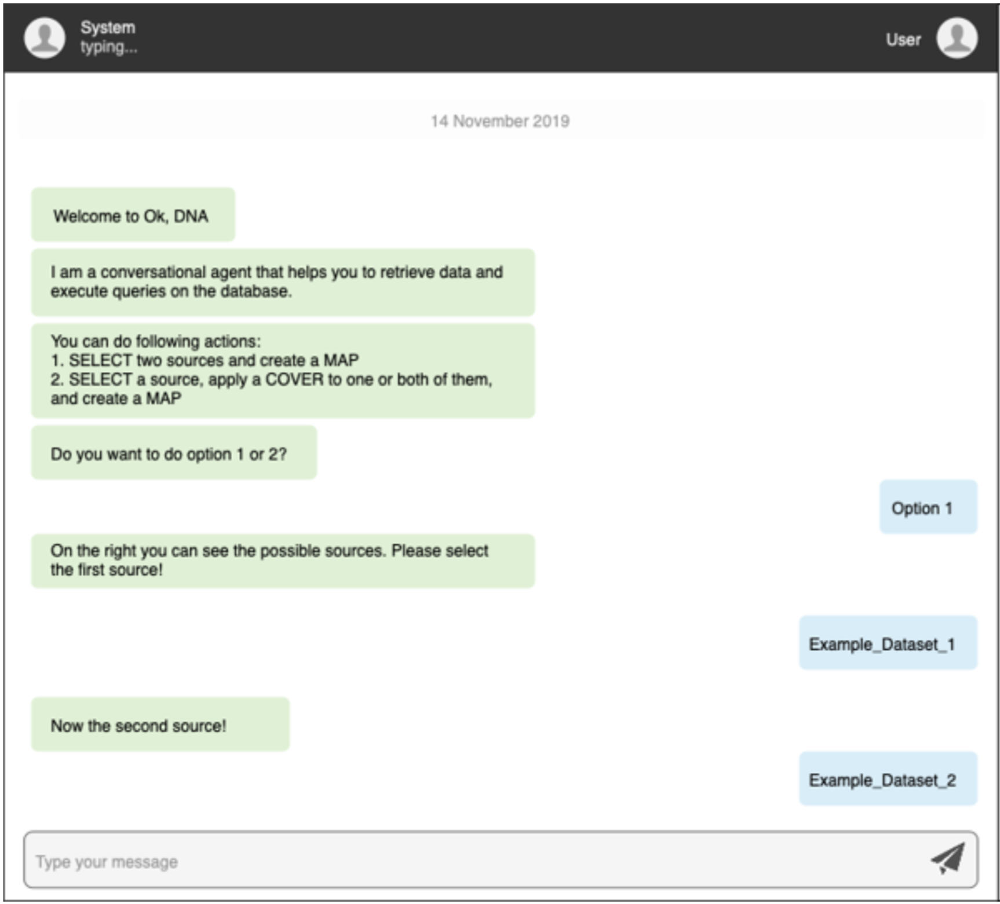 System
typing...
User
14 November 2019
Welcome to Ok, DNA
I am a conversational agent that helps you to retrieve data and
execute queries on the database.
You can do following actions:
1. SELECT two sources and create a MAP
2. SELECT a source, apply a COVER to one or both of them,
and create a MAP
Do you want to do option 1 or 2?
Option 1
On the right you can see the possible sources. Please select
the first source!
Example_Dataset_1
Now the second source!
Example_Dataset_2
Type your message